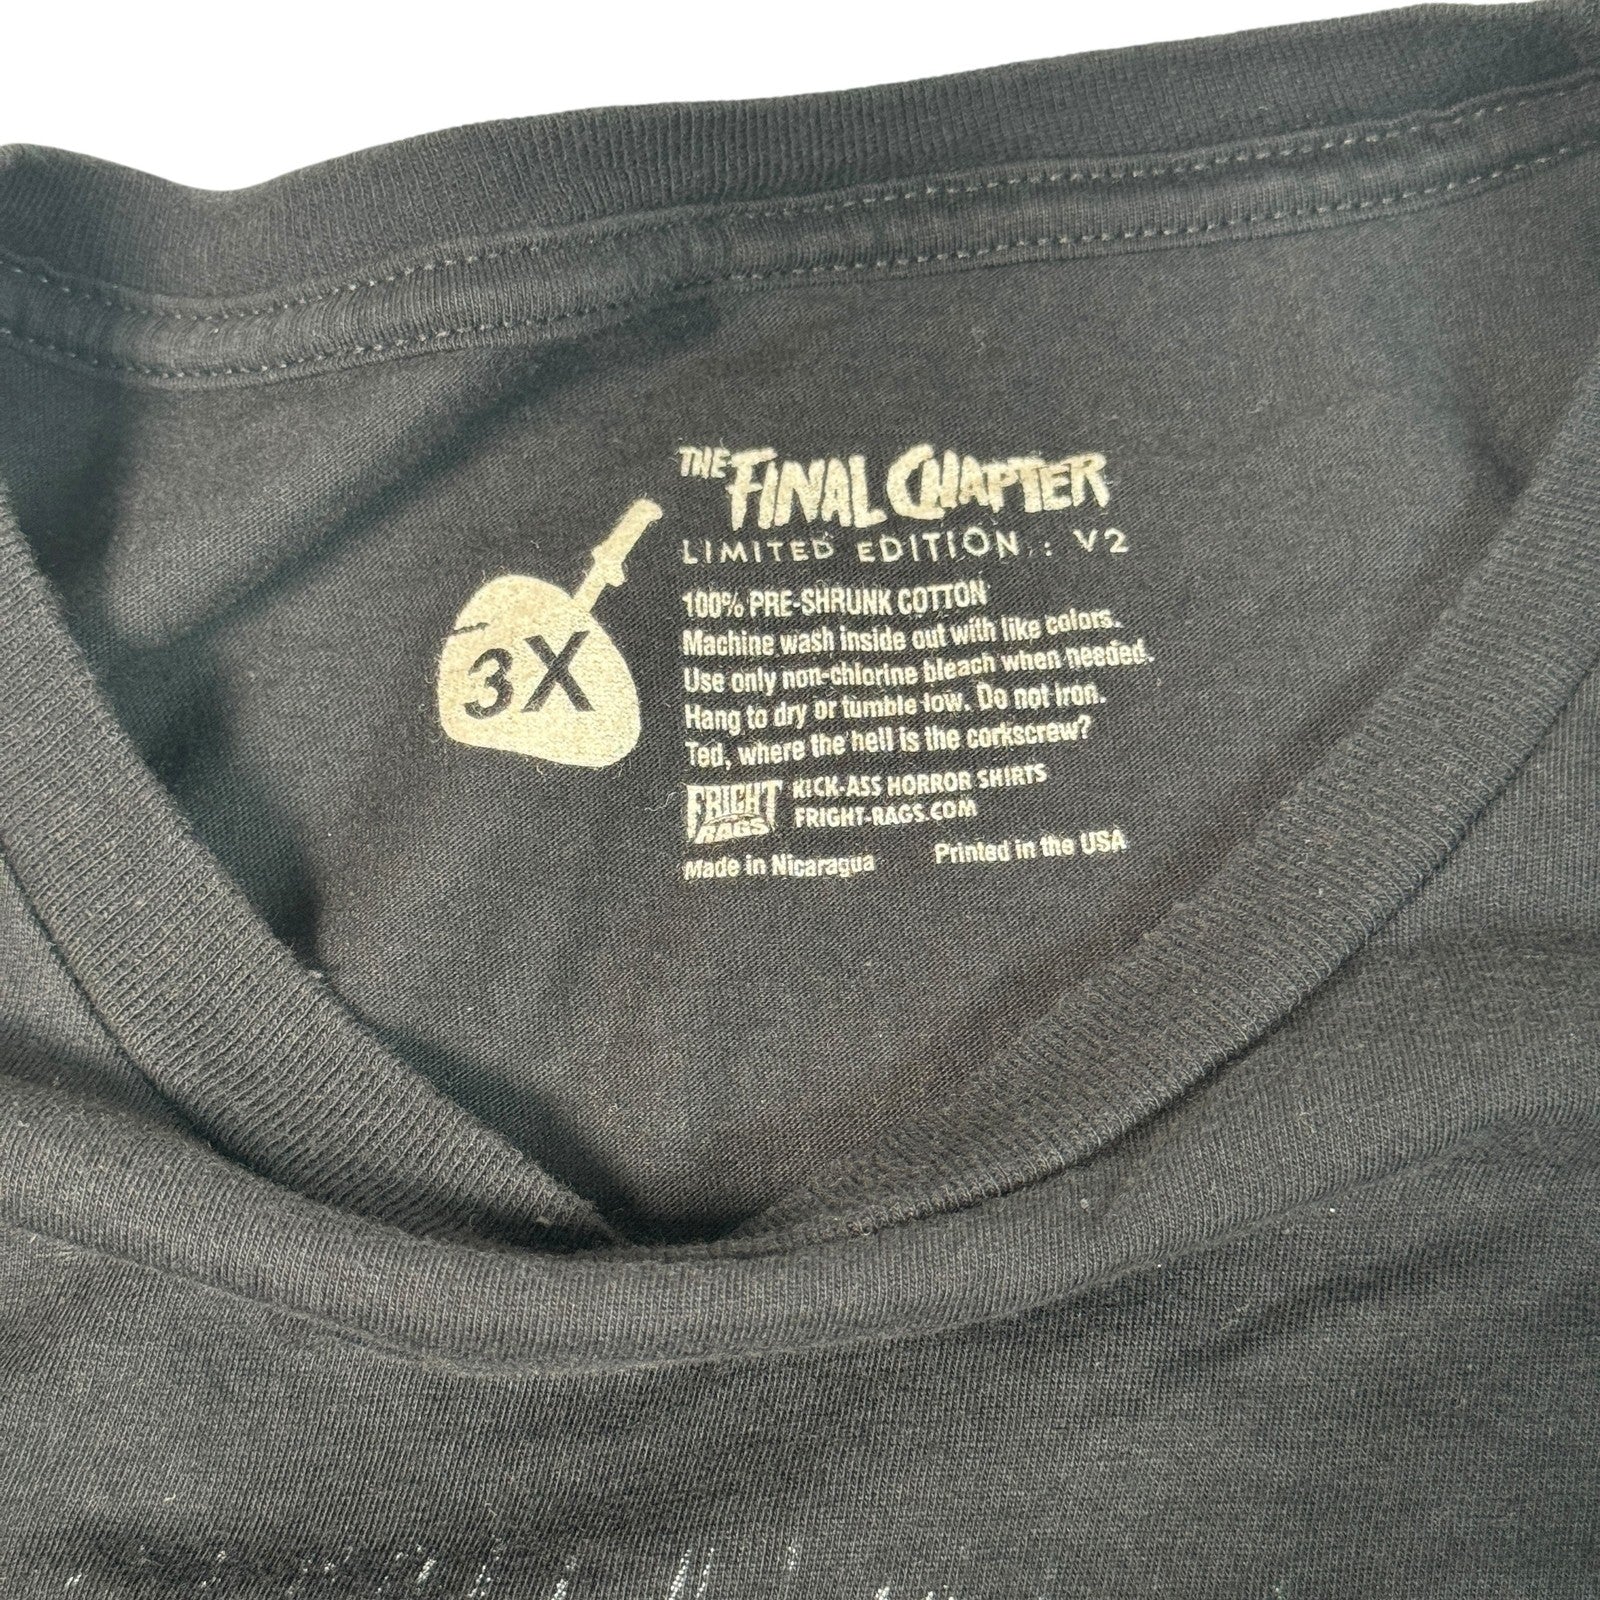 THE FINAL CHAPTER
LIMITED EDITION : V2
3X
100% PRE-SHRUNK COTTON
Machine wash inside out with like colors.
Use only non-chlorine bleach when needed.
Hang to dry or tumble low. Do not iron.
Ted, where the hell is the corkscrew?
FRIGHT RAGS
KICK-ASS HORROR SHIRTS
FRIGHT-RAGS.COM
Made in Nicaragua Printed in the USA